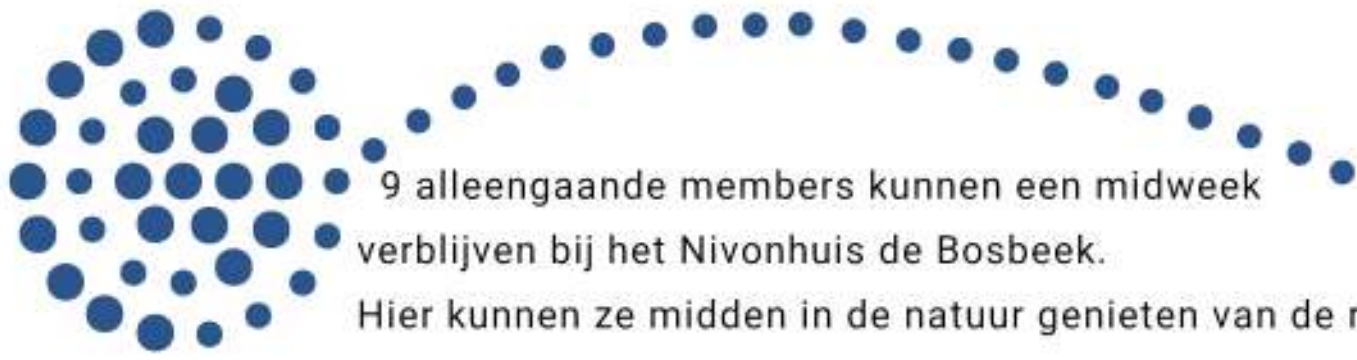 9 alleengaande members kunnen een midweek
verblijven bij het Nivonhuis de Bosbeek.
Hier kunnen ze midden in de natuur genieten van de